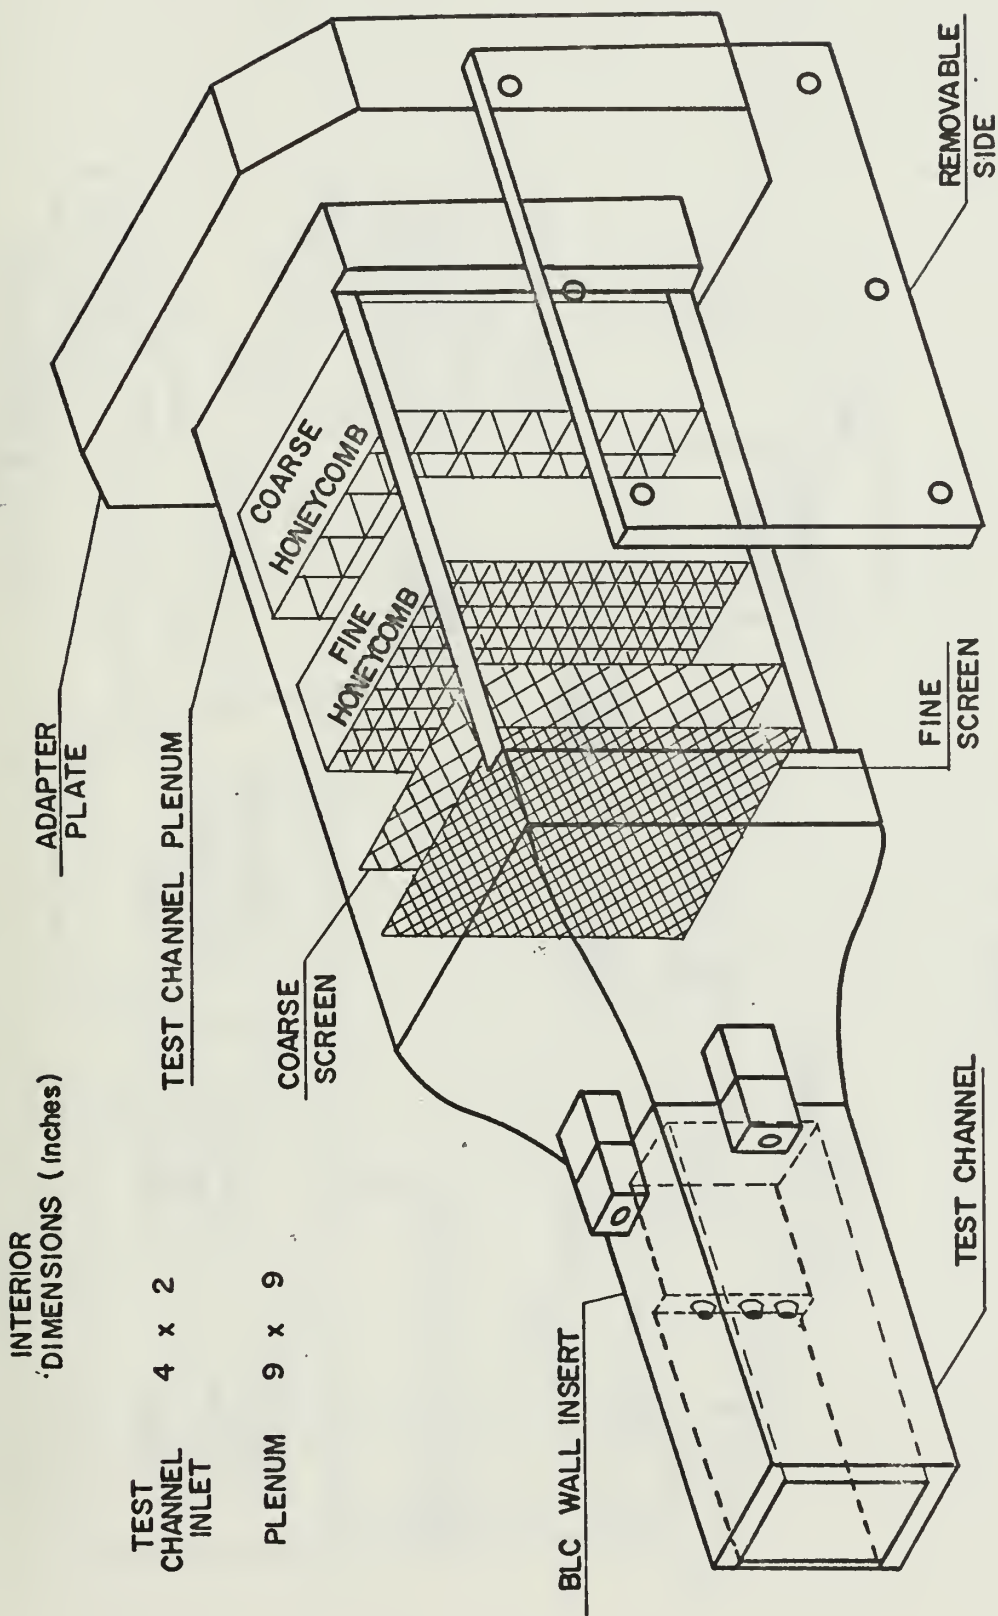 INTERIOR
DIMENSIONS (inches)
TEST
CHANNEL
INLET
4 x 2
PLENUM 9 x 9
ADAPTER
PLATE
TEST CHANNEL PLENUM
COARSE
SCREEN
COARSE
HONEYCOMB
FINE
HONEYCOMB
BLC WALL INSERT
FINE
SCREEN
REMOVABLE
SIDE
TEST CHANNEL